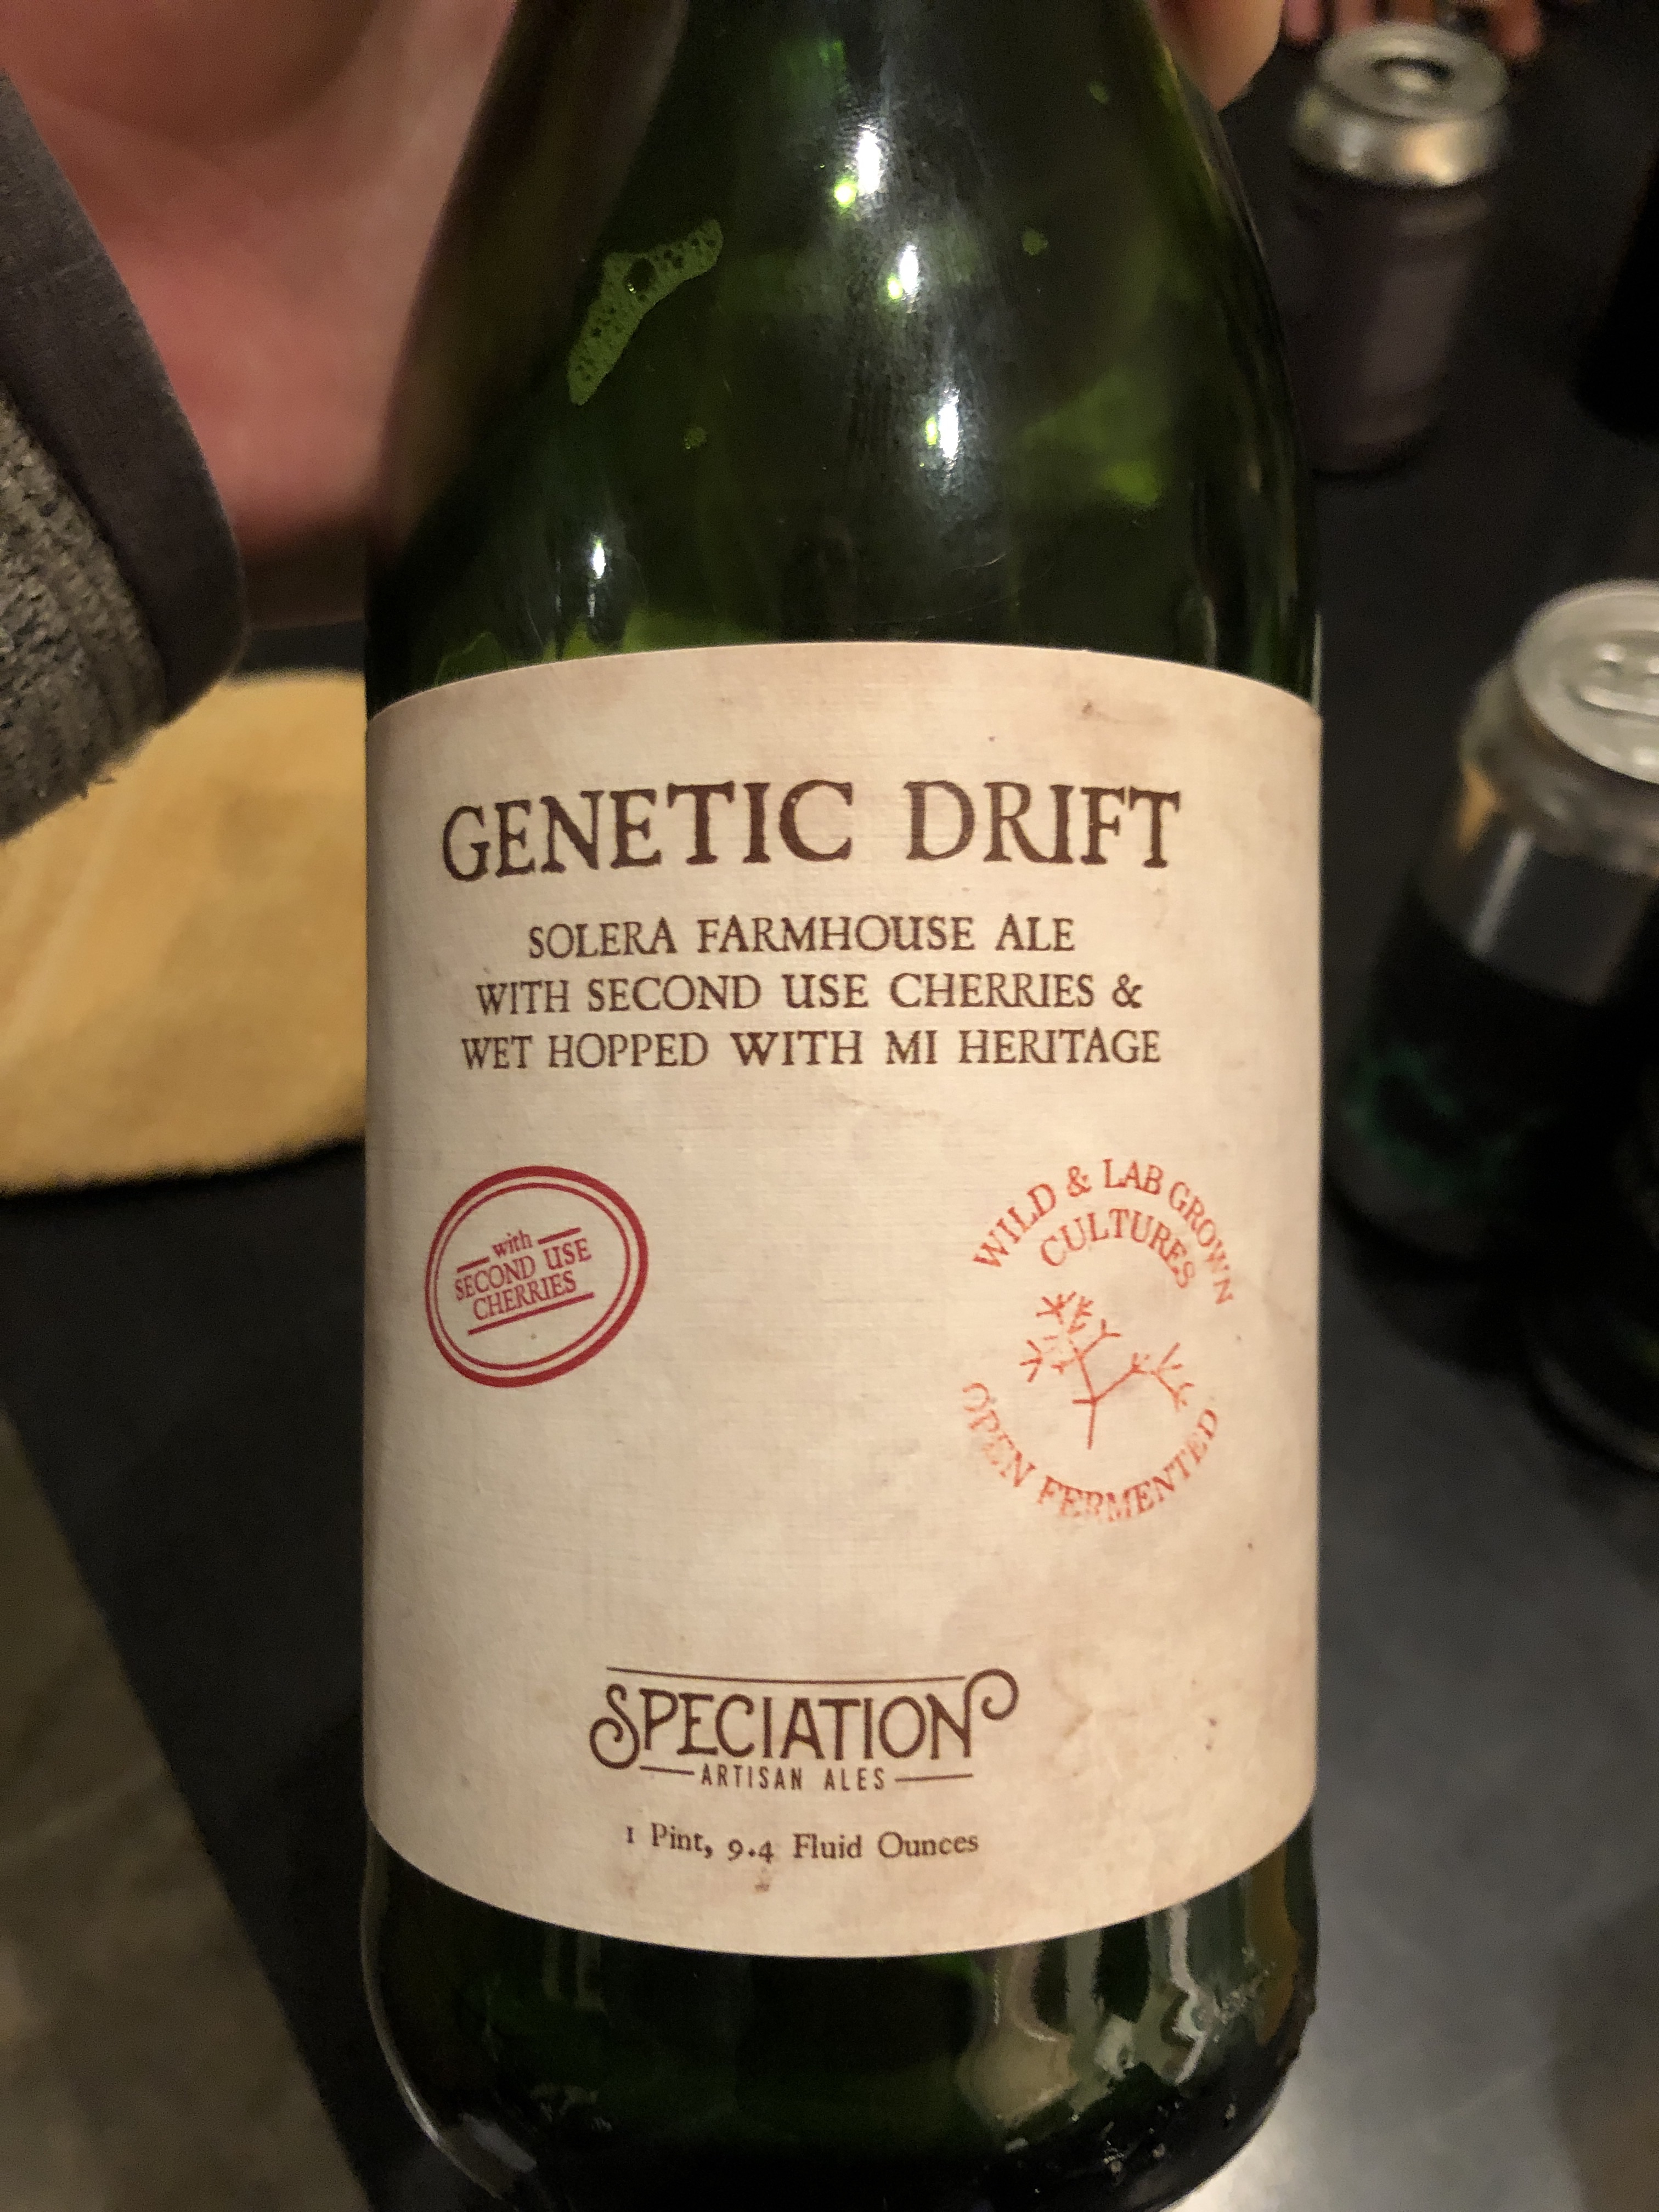 GENETIC DRIFT
SOLERA FARMHOUSE ALE
WITH SECOND USE CHERRIES &
WET HOPPED WITH MI HERITAGE
with
SECOND USE
CHERRIES
WILD & LAB GROWN
CULTURES
OPEN FERMENTED
SPECIATION
ARTISAN ALES
1 Pint, 9.4 Fluid Ounces